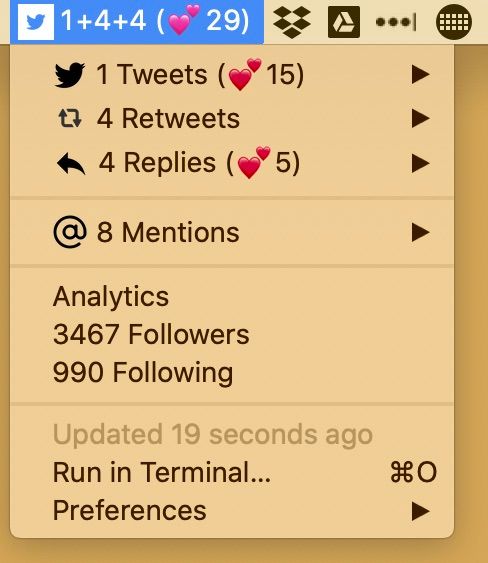 1+4+4 (💕 29)
1 Tweets (💕 15)
4 Retweets
4 Replies (💕 5)
@ 8 Mentions
Analytics
3467 Followers
990 Following
Updated 19 seconds ago
Run in Terminal... ⌘O
Preferences